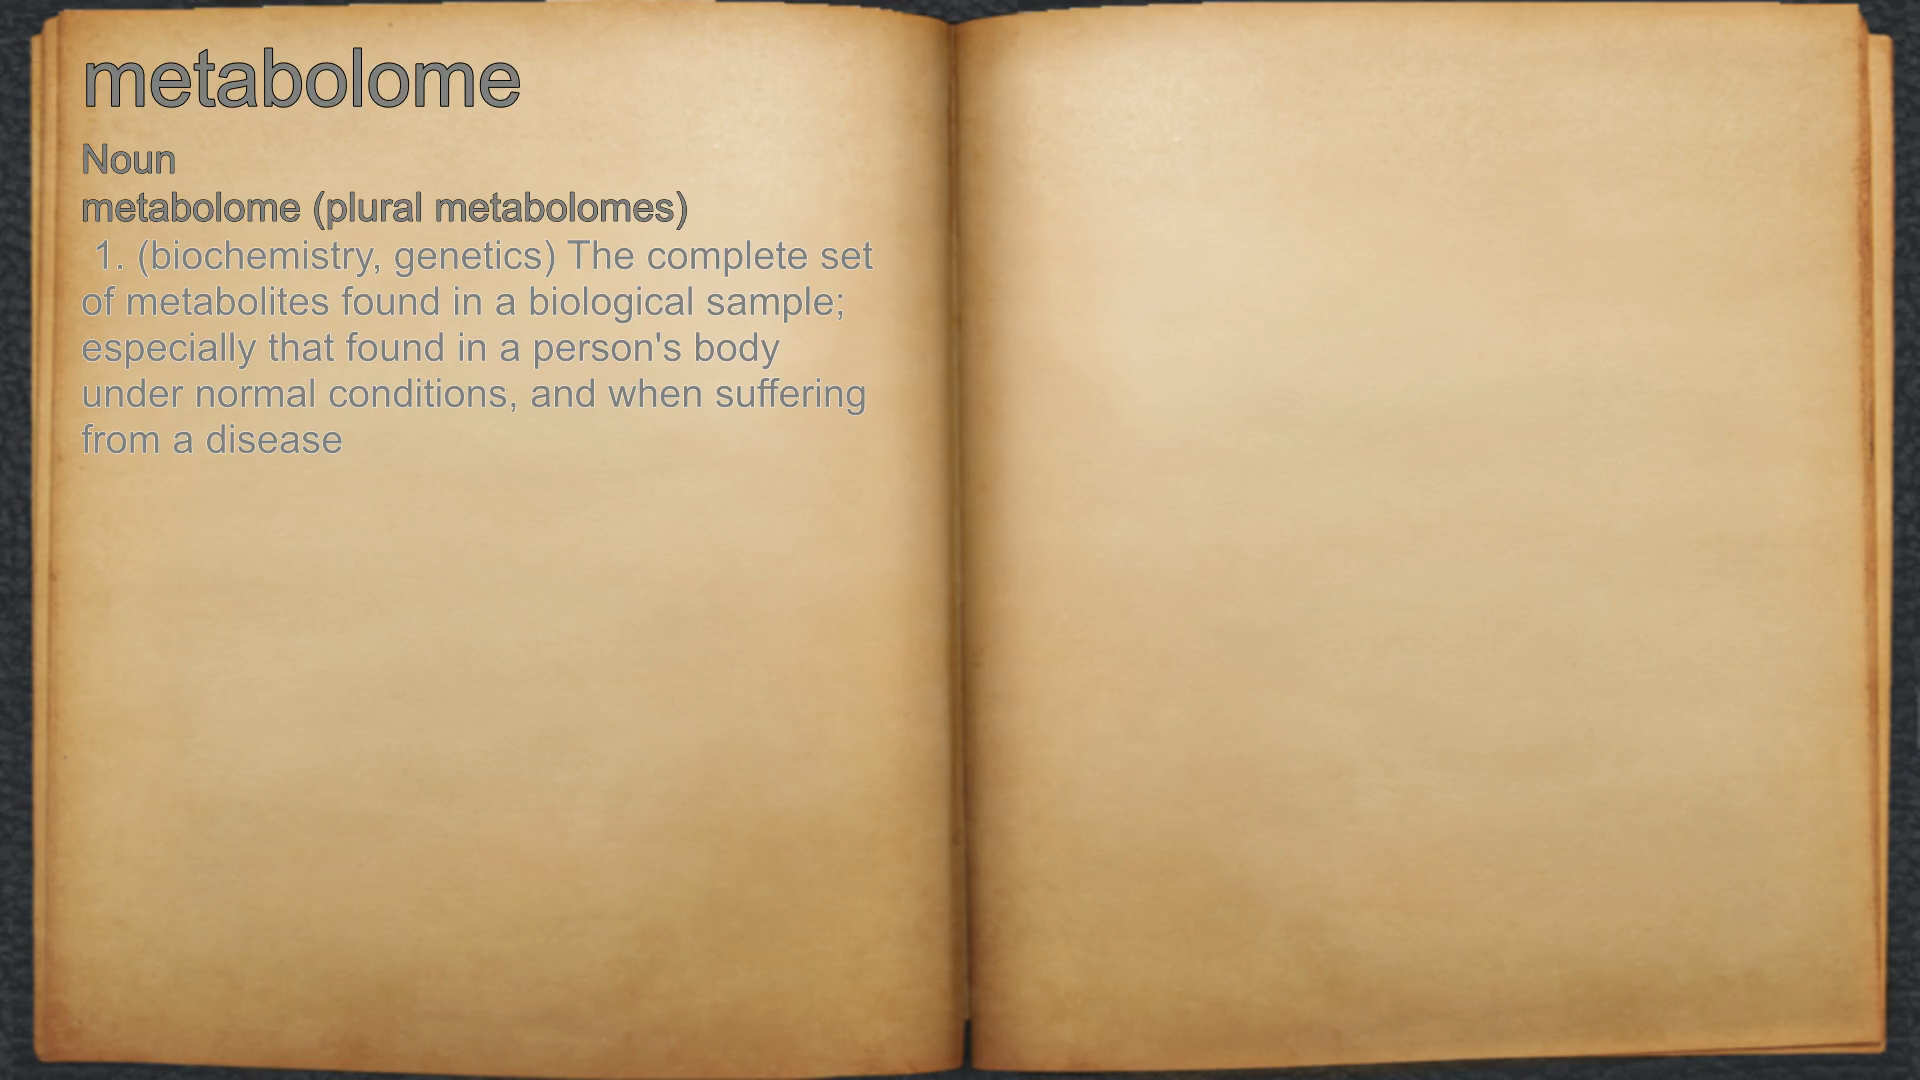 metabolome
Noun
metabolome (plural metabolomes)
1. (biochemistry, genetics) The complete set
of metabolites found in a biological sample;
especially that found in a person's body
under normal conditions, and when suffering
from a disease